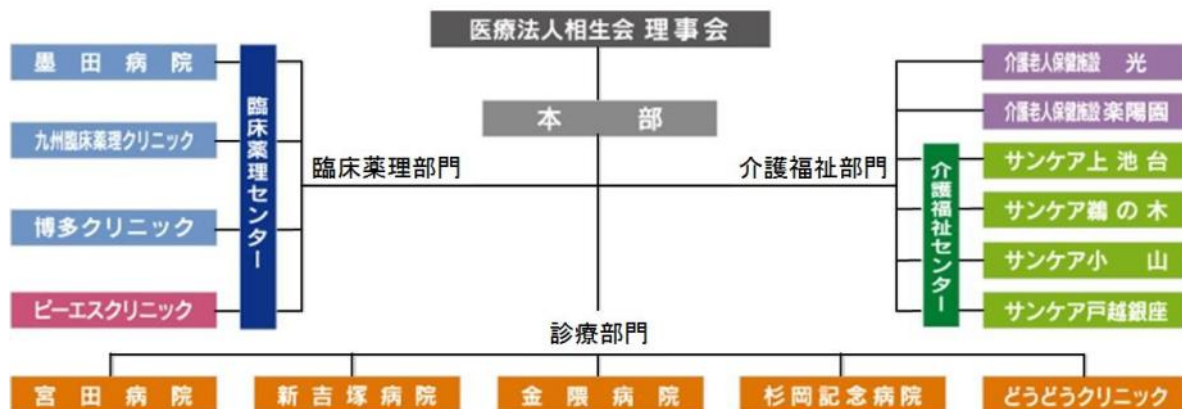 医療法人相生会 理事会
本部
臨床薬理部門
臨床薬理センター
墨田病院
九州臨床薬理クリニック
博多クリニック
ピーエスクリニック
介護福祉部門
介護老人保健施設 光
介護老人保健施設 楽陽園
介護福祉センター
サンケア上池台
サンケア鵜の木
サンケア小山
サンケア戸越銀座
診療部門
宮田病院
新吉塚病院
金隈病院
杉岡記念病院
どうどうクリニック